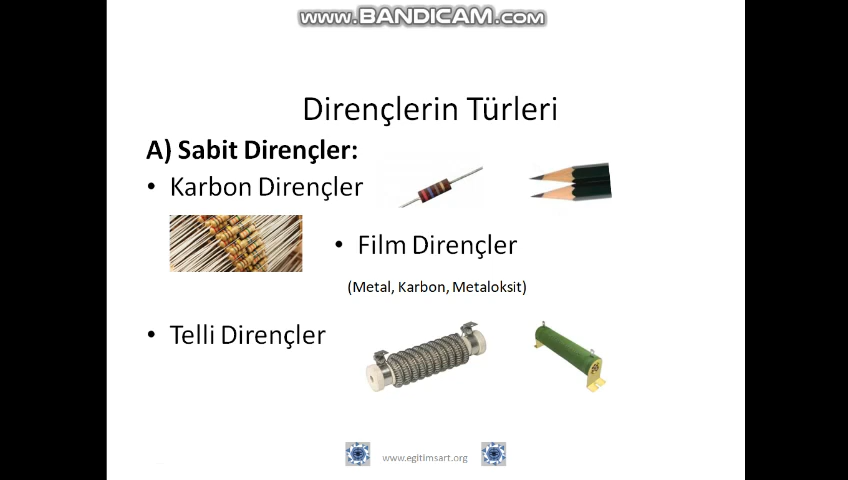 www.BANDICAM.com
Dirençlerin Türleri
A) Sabit Dirençler:
• Karbon Dirençler
• Film Dirençler
(Metal, Karbon, Metaloksit)
• Telli Dirençler
www.egitimsart.org